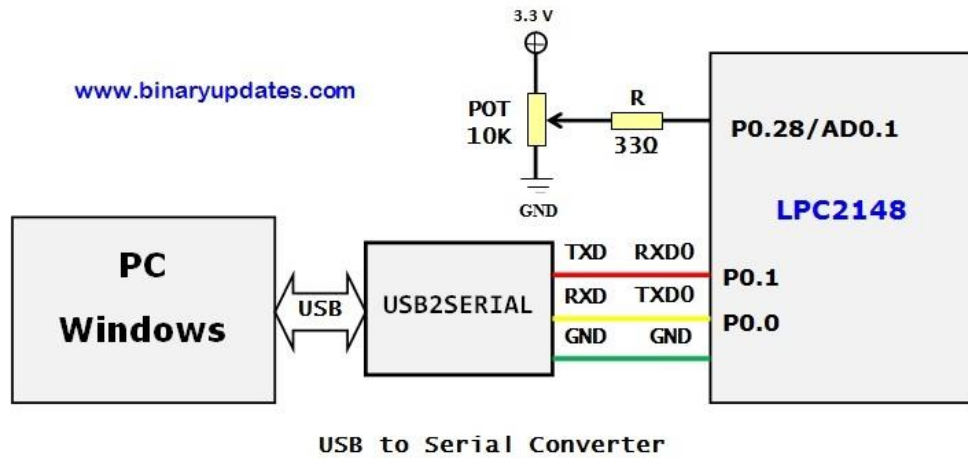 3.3 V
www.binaryupdates.com
POT
10K
R
33Ω
GND
P0.28/AD0.1
LPC2148
PC
Windows
USB
USB2SERIAL
TXD RXD0
P0.1
RXD TXD0
P0.0
GND GND
USB to Serial Converter